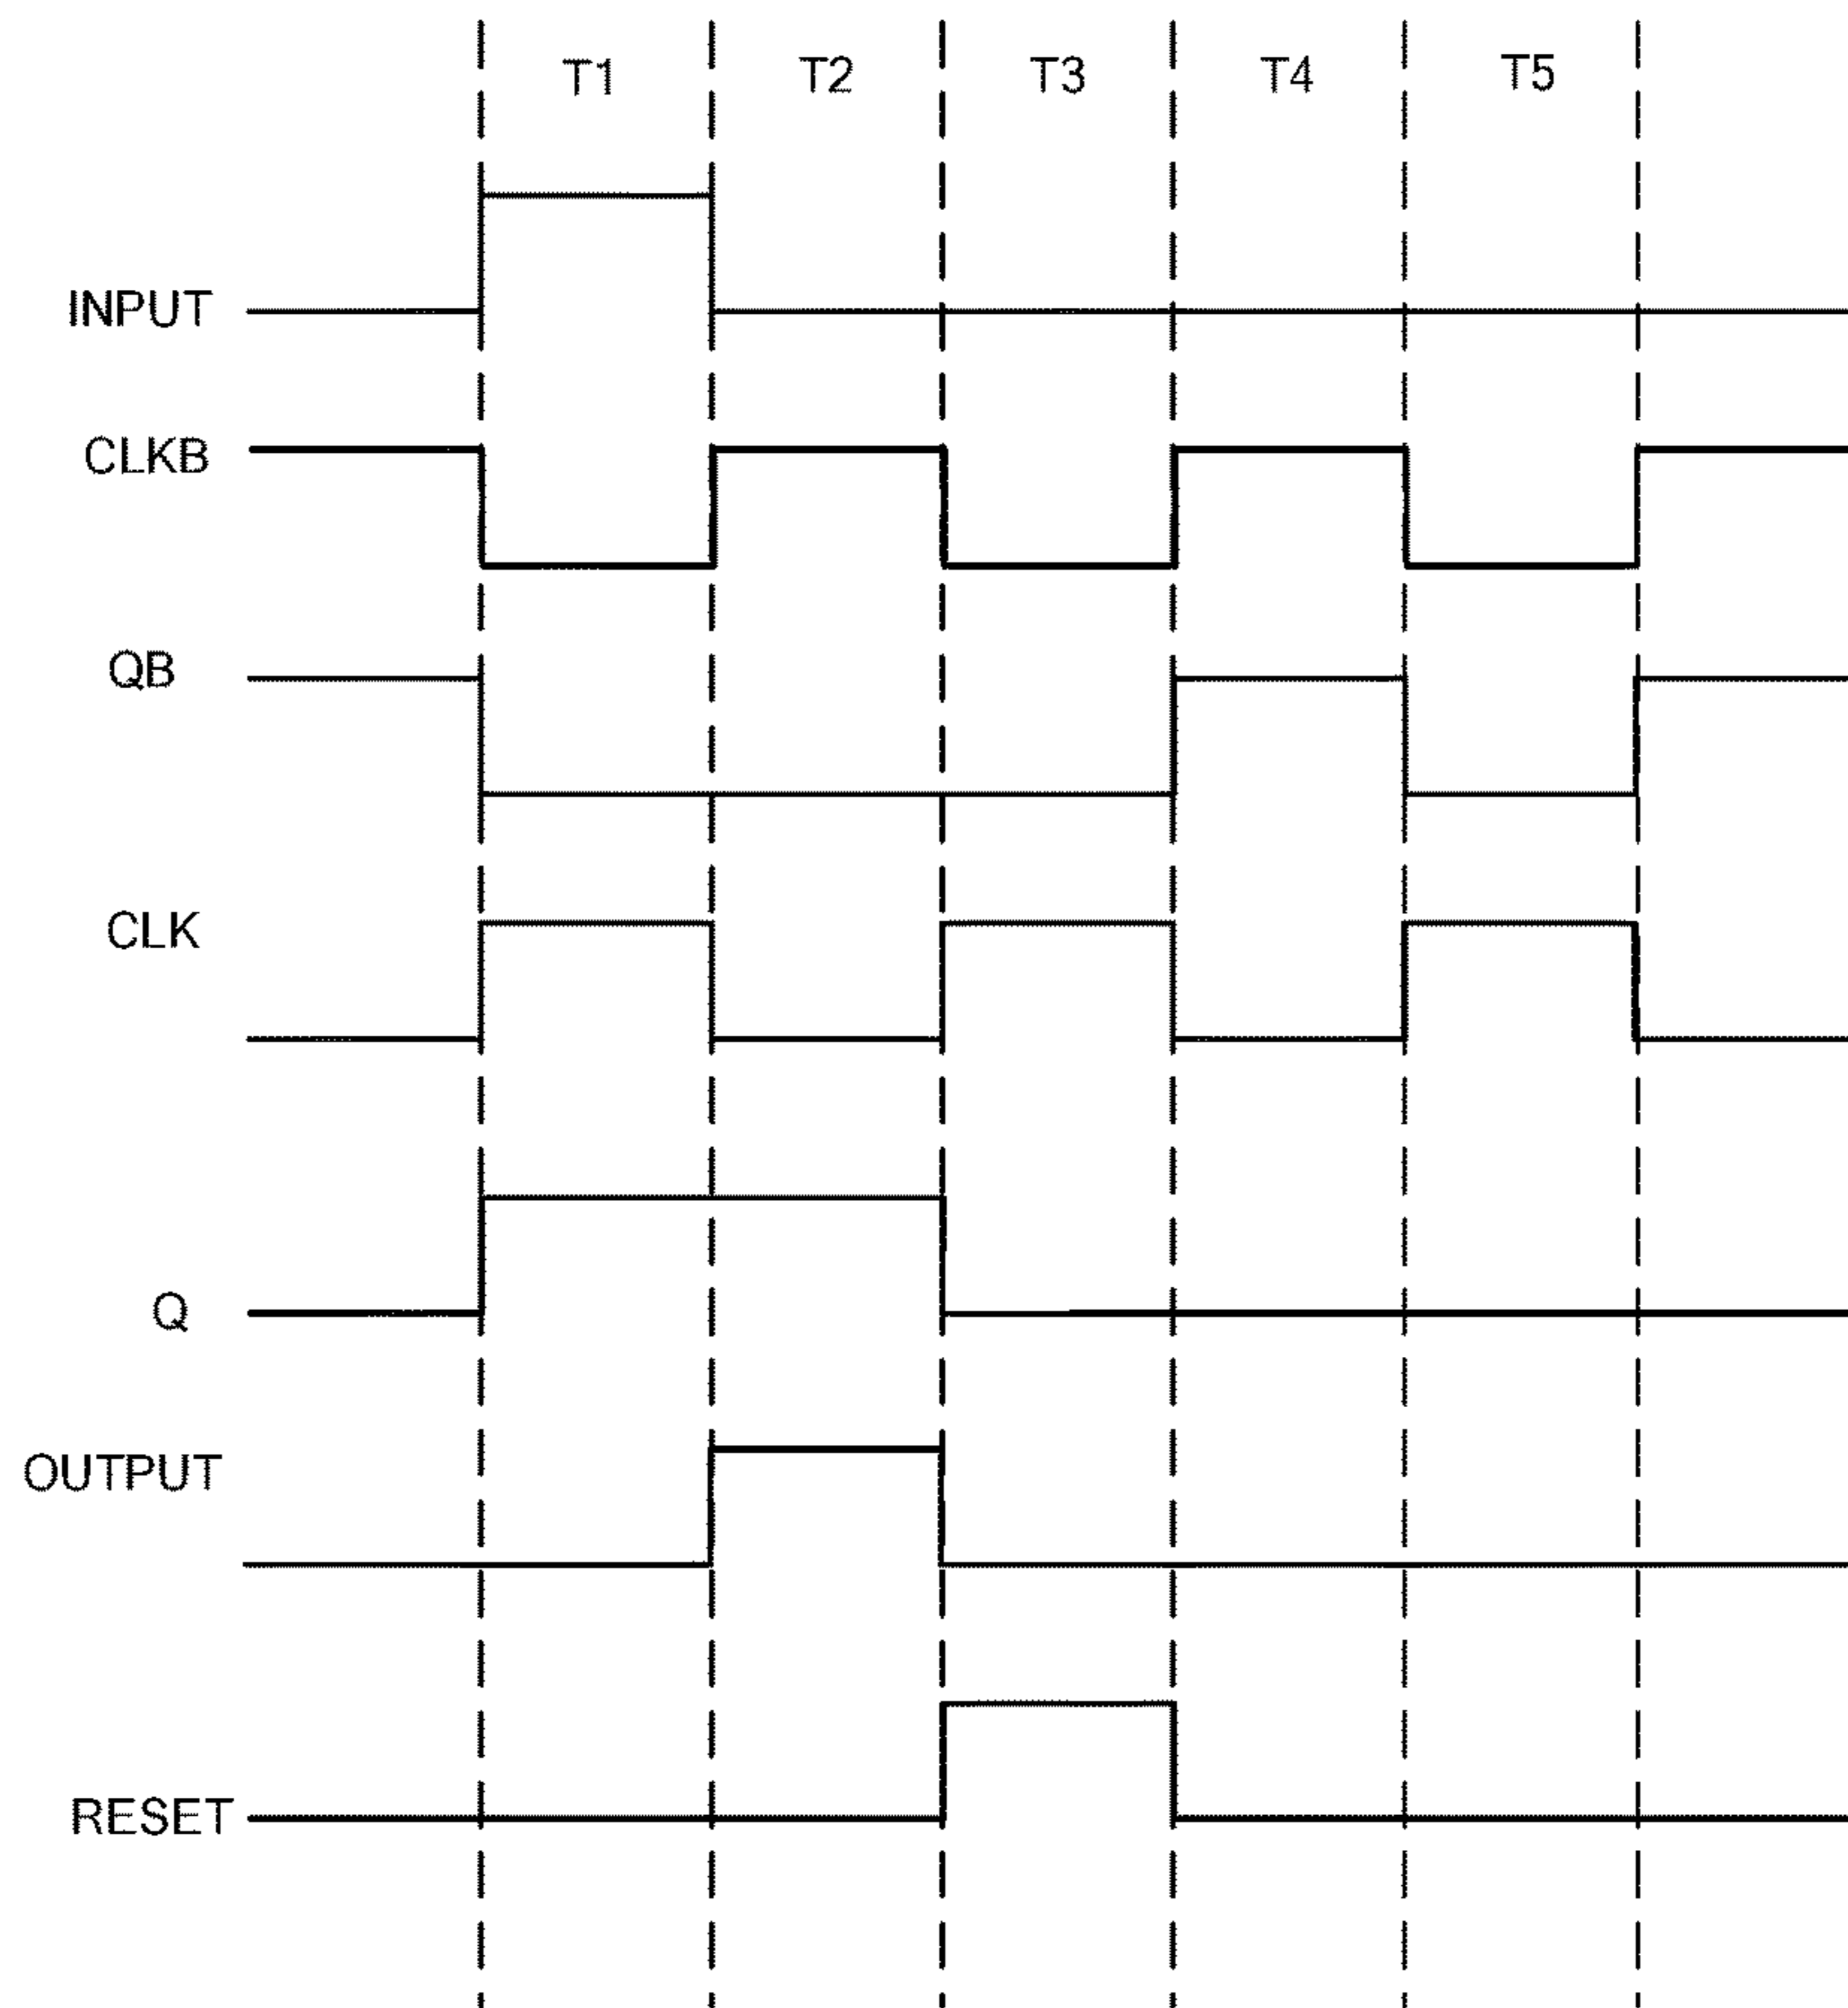 T1 T2 T3 T4 T5
INPUT
CLKB
QB
CLK
Q
OUTPUT
RESET